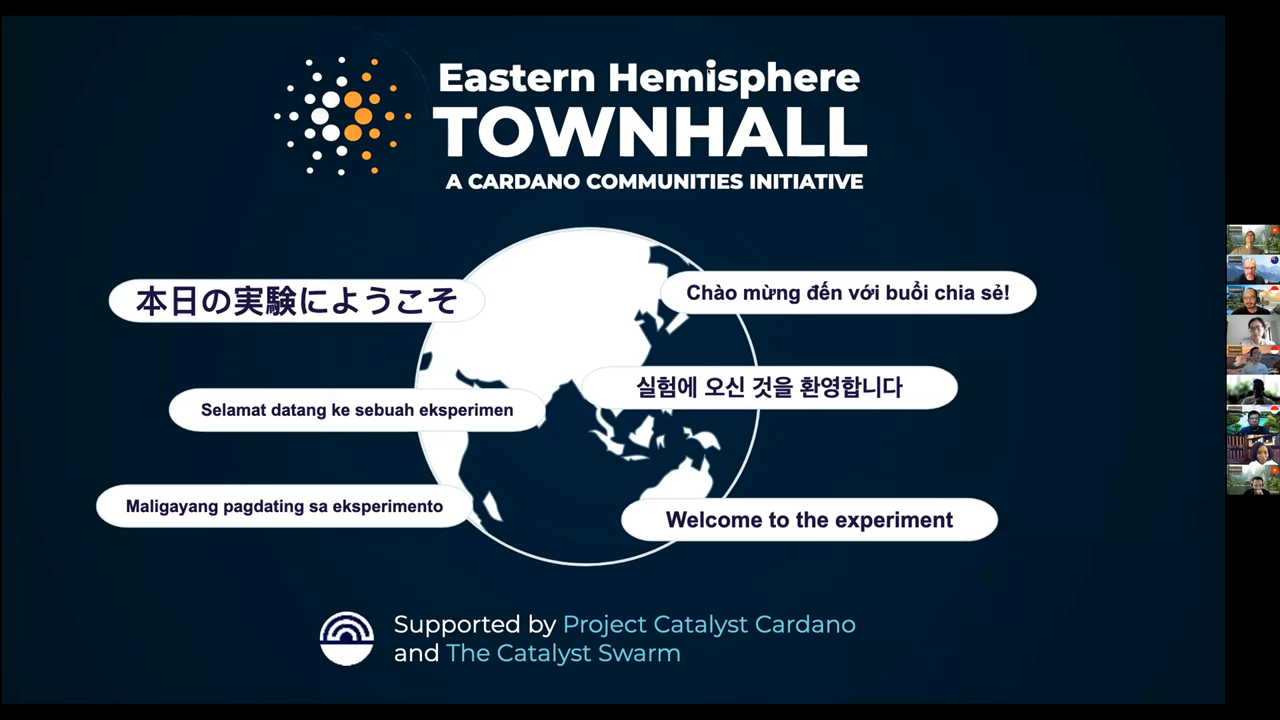 Eastern Hemisphere
TOWNHALL
A CARDANO COMMUNITIES INITIATIVE
本日の実験にようこそ
Chào mừng đến với buổi chia sẻ!
실험에 오신 것을 환영합니다
Selamat datang ke sebuah eksperimen
Maligayang pagdating sa eksperimento
Welcome to the experiment
Supported by Project Catalyst Cardano
and The Catalyst Swarm